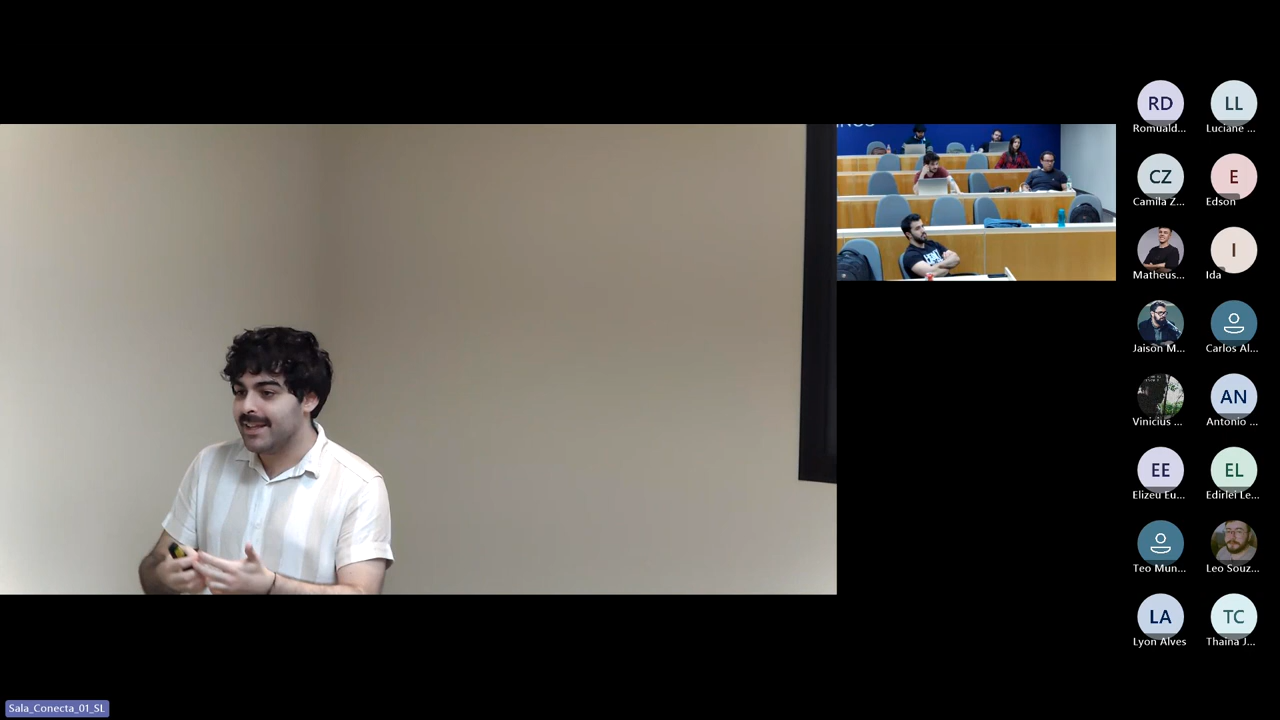 RD
LL
Romuald...
Luciane ...
CZ
E
Camila Z...
Edson
I
Matheus...
Ida
Jaison M...
Carlos Al...
AN
Vinicius ...
Antonio ...
EE
EL
Elizeu Eu...
Edirlei Le...
Teo Mun...
Leo Souz...
LA
TC
Lyon Alves
Thaina J...
Sala_Conecta_01_SL